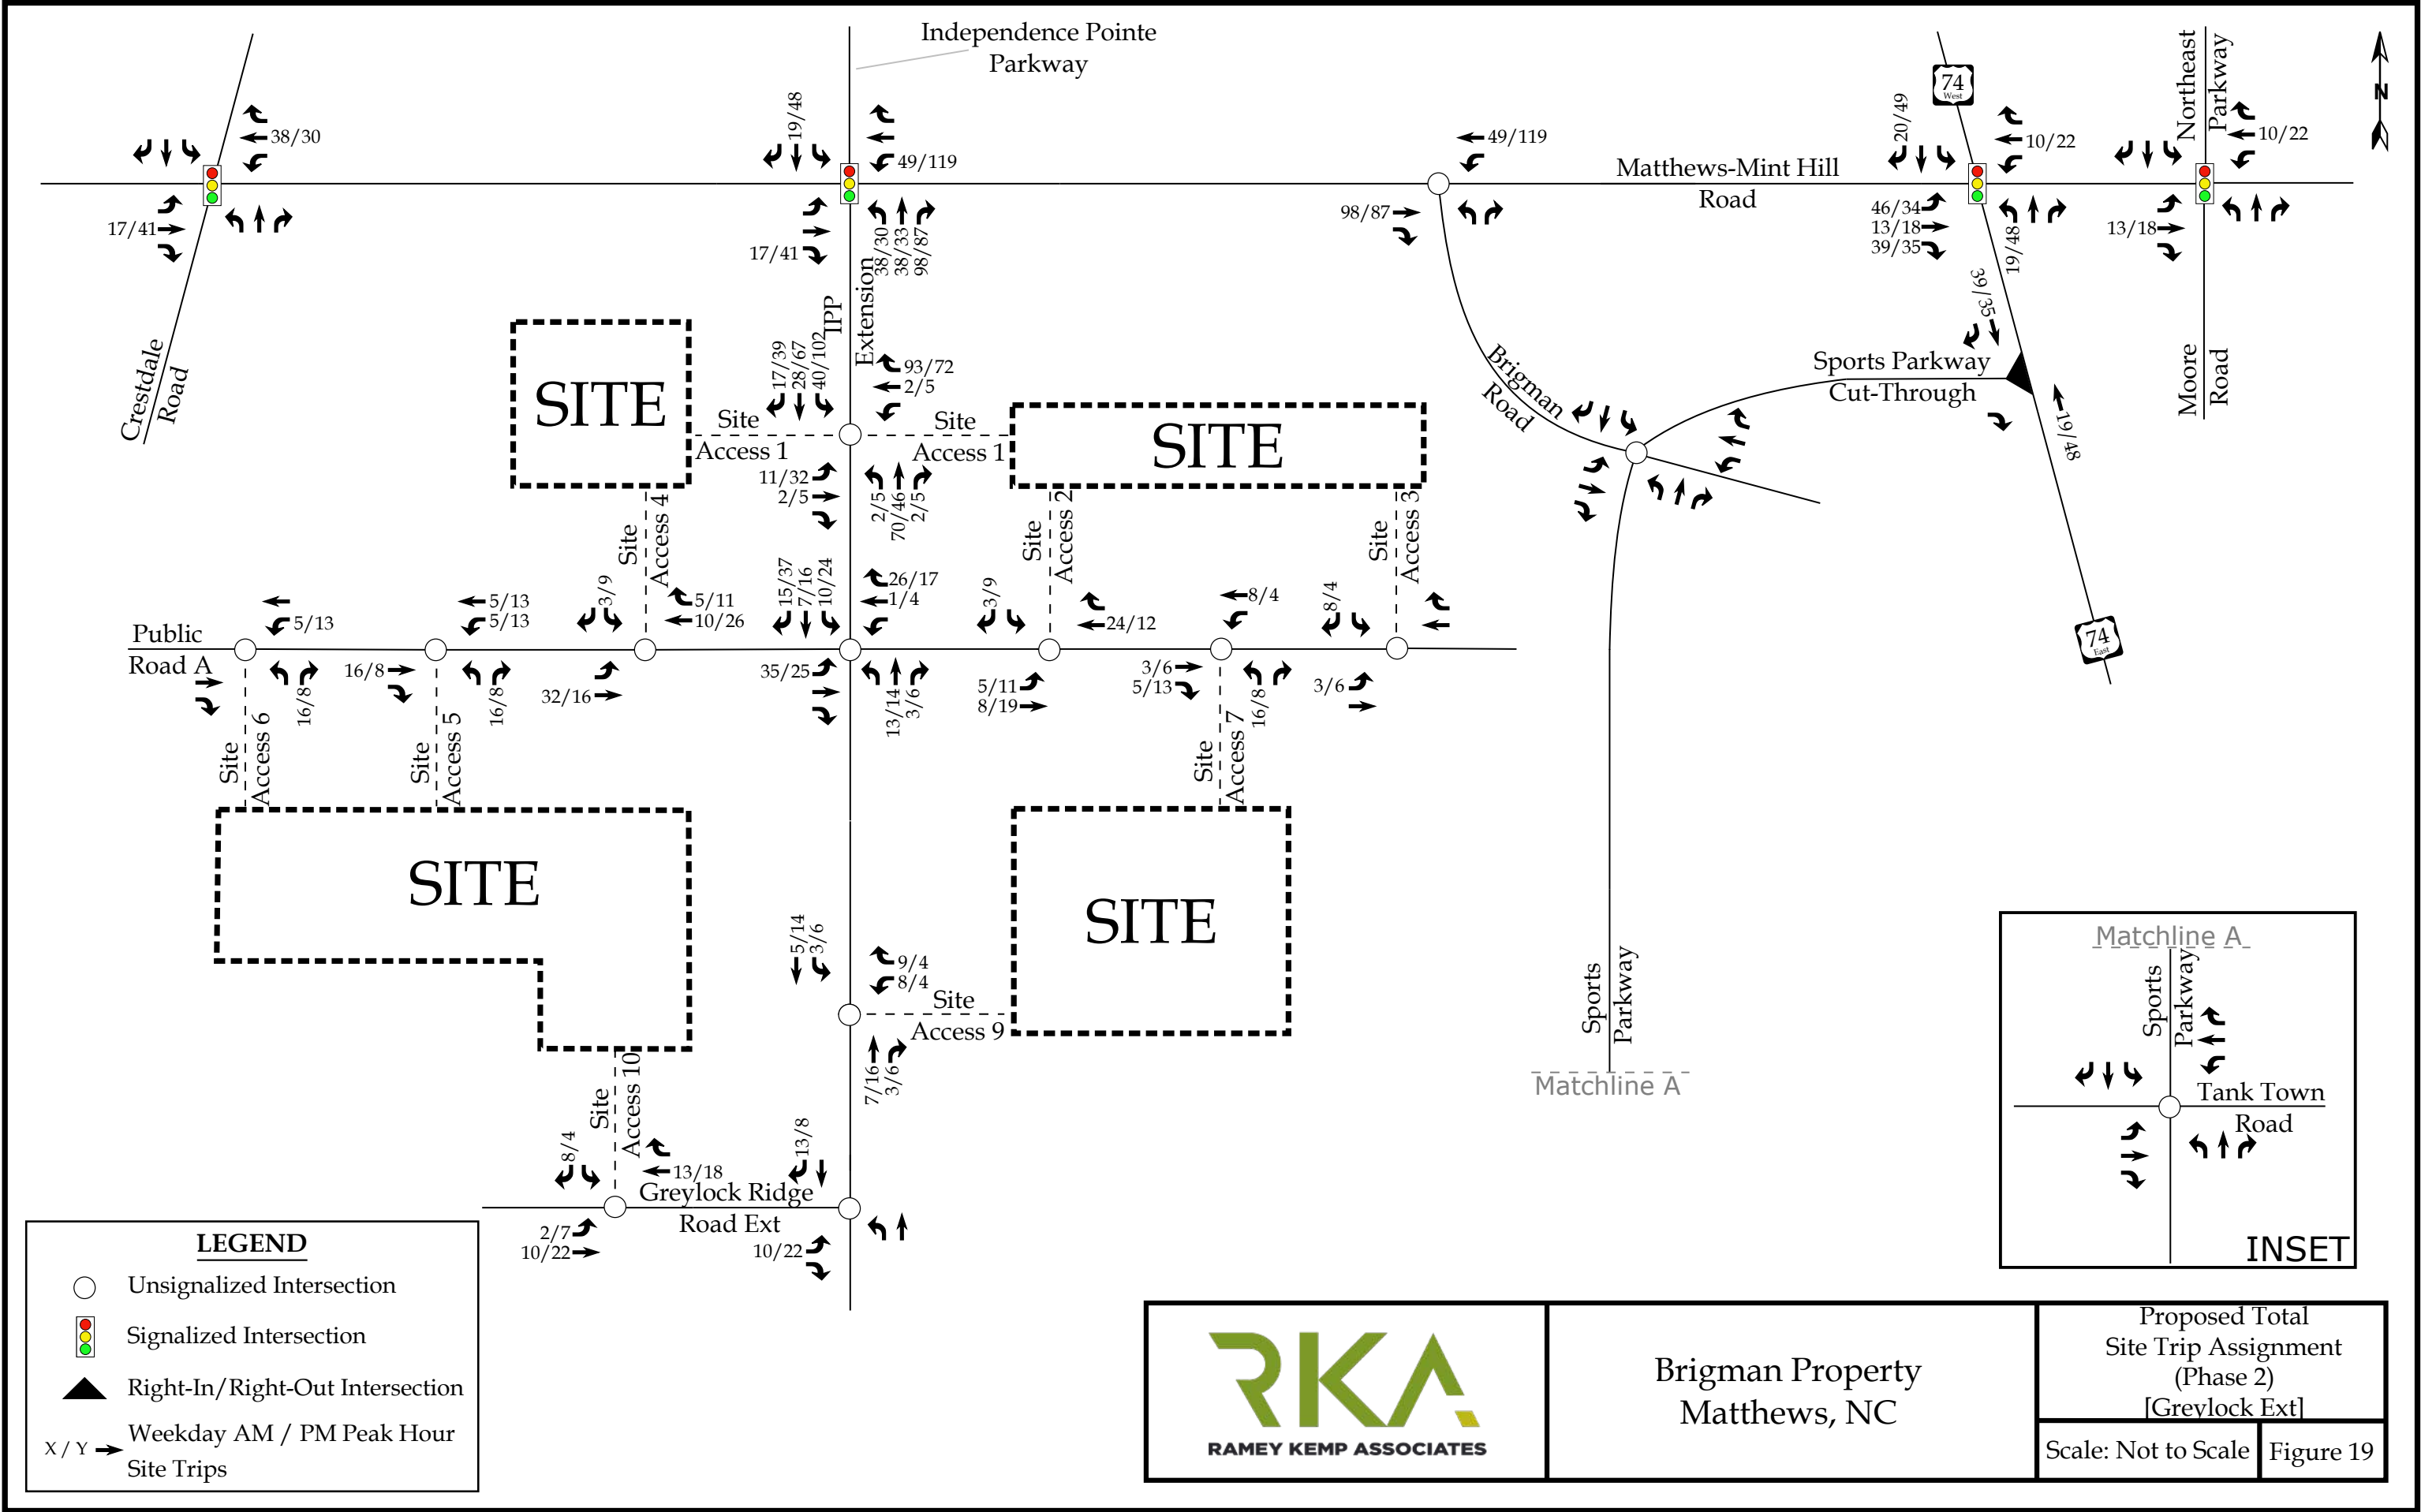 Independence Pointe
Parkway
74
West
Northeast
Parkway
N
38/30
17/41
Crestdale
Road
19/48
49/119
17/41
38/30
38/33
98/87
IPP
Extension
49/119
98/87
Matthews-Mint Hill
Road
20/49
10/22
46/34
13/18
39/35
19/48
10/22
13/18
Moore
Road
39/35
Sports Parkway
Cut-Through
19/48
74
East
Brigman
Road
SITE
17/39
28/67
40/102
93/72
2/5
Site
Access 1
Site
Access 1
SITE
11/32
2/5
2/5
70/46
2/5
Site
Access 4
Site
Access 2
Site
Access 3
Public
Road A
5/13
16/8
5/13
5/13
16/8
16/8
3/9
5/11
10/26
32/16
15/37
7/16
10/24
26/17
1/4
35/25
13/14
3/6
3/9
24/12
5/11
8/19
8/4
3/6
5/13
16/8
8/4
3/6
Site
Access 6
Site
Access 5
Site
Access 7
SITE
SITE
5/14
3/6
9/4
8/4
Site
Access 9
7/16
3/6
Site
Access 10
8/4
13/18
2/7
10/22
Greylock Ridge
Road Ext
13/8
10/22
Sports
Parkway
Matchline A
Matchline A
Sports
Parkway
Tank Town
Road
INSET
LEGEND
Unsignalized Intersection
Signalized Intersection
Right-In/Right-Out Intersection
X / Y
Weekday AM / PM Peak Hour
Site Trips
RKA
RAMEY KEMP ASSOCIATES
Brigman Property
Matthews, NC
Proposed Total
Site Trip Assignment
(Phase 2)
[Greylock Ext]
Scale: Not to Scale
Figure 19